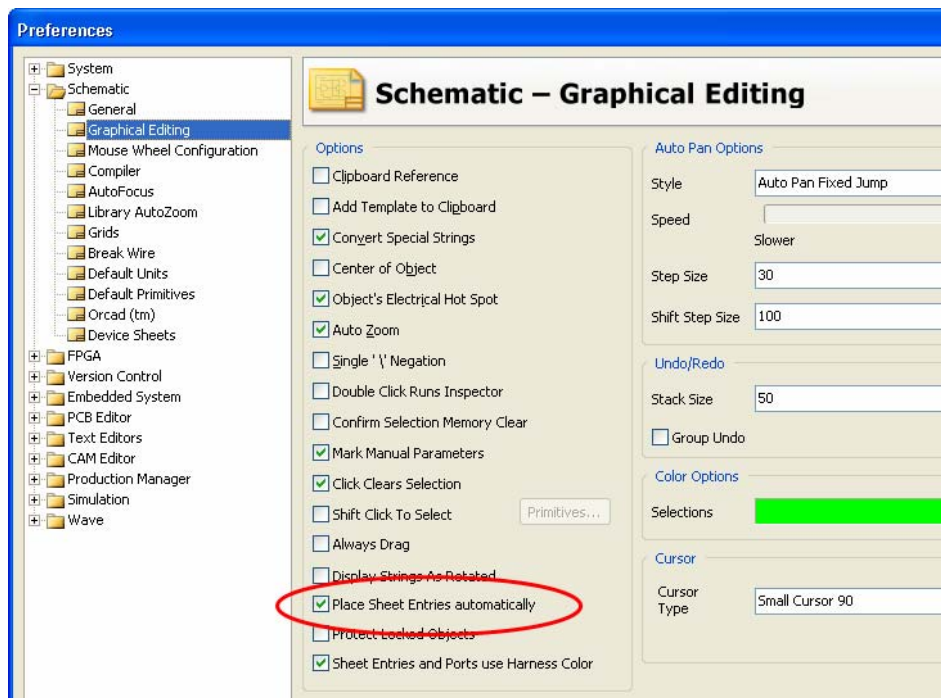 Preferences
System
Schematic
General
Graphical Editing
Mouse Wheel Configuration
Compiler
AutoFocus
Library AutoZoom
Grids
Break Wire
Default Units
Default Primitives
Orcad (tm)
Device Sheets
FPGA
Version Control
Embedded System
PCB Editor
Text Editors
CAM Editor
Production Manager
Simulation
Wave
Schematic – Graphical Editing
Options
Clipboard Reference
Add Template to Clipboard
Convert Special Strings
Center of Object
Object's Electrical Hot Spot
Auto Zoom
Single '\' Negation
Double Click Runs Inspector
Confirm Selection Memory Clear
Mark Manual Parameters
Click Clears Selection
Shift Click To Select
Primitives...
Always Drag
Display Strings As Rotated
Place Sheet Entries automatically
Protect Locked Objects
Sheet Entries and Ports use Harness Color
Auto Pan Options
Style
Auto Pan Fixed Jump
Speed
Slower
Step Size
30
Shift Step Size
100
Undo/Redo
Stack Size
50
Group Undo
Color Options
Selections
Cursor
Cursor
Type
Small Cursor 90